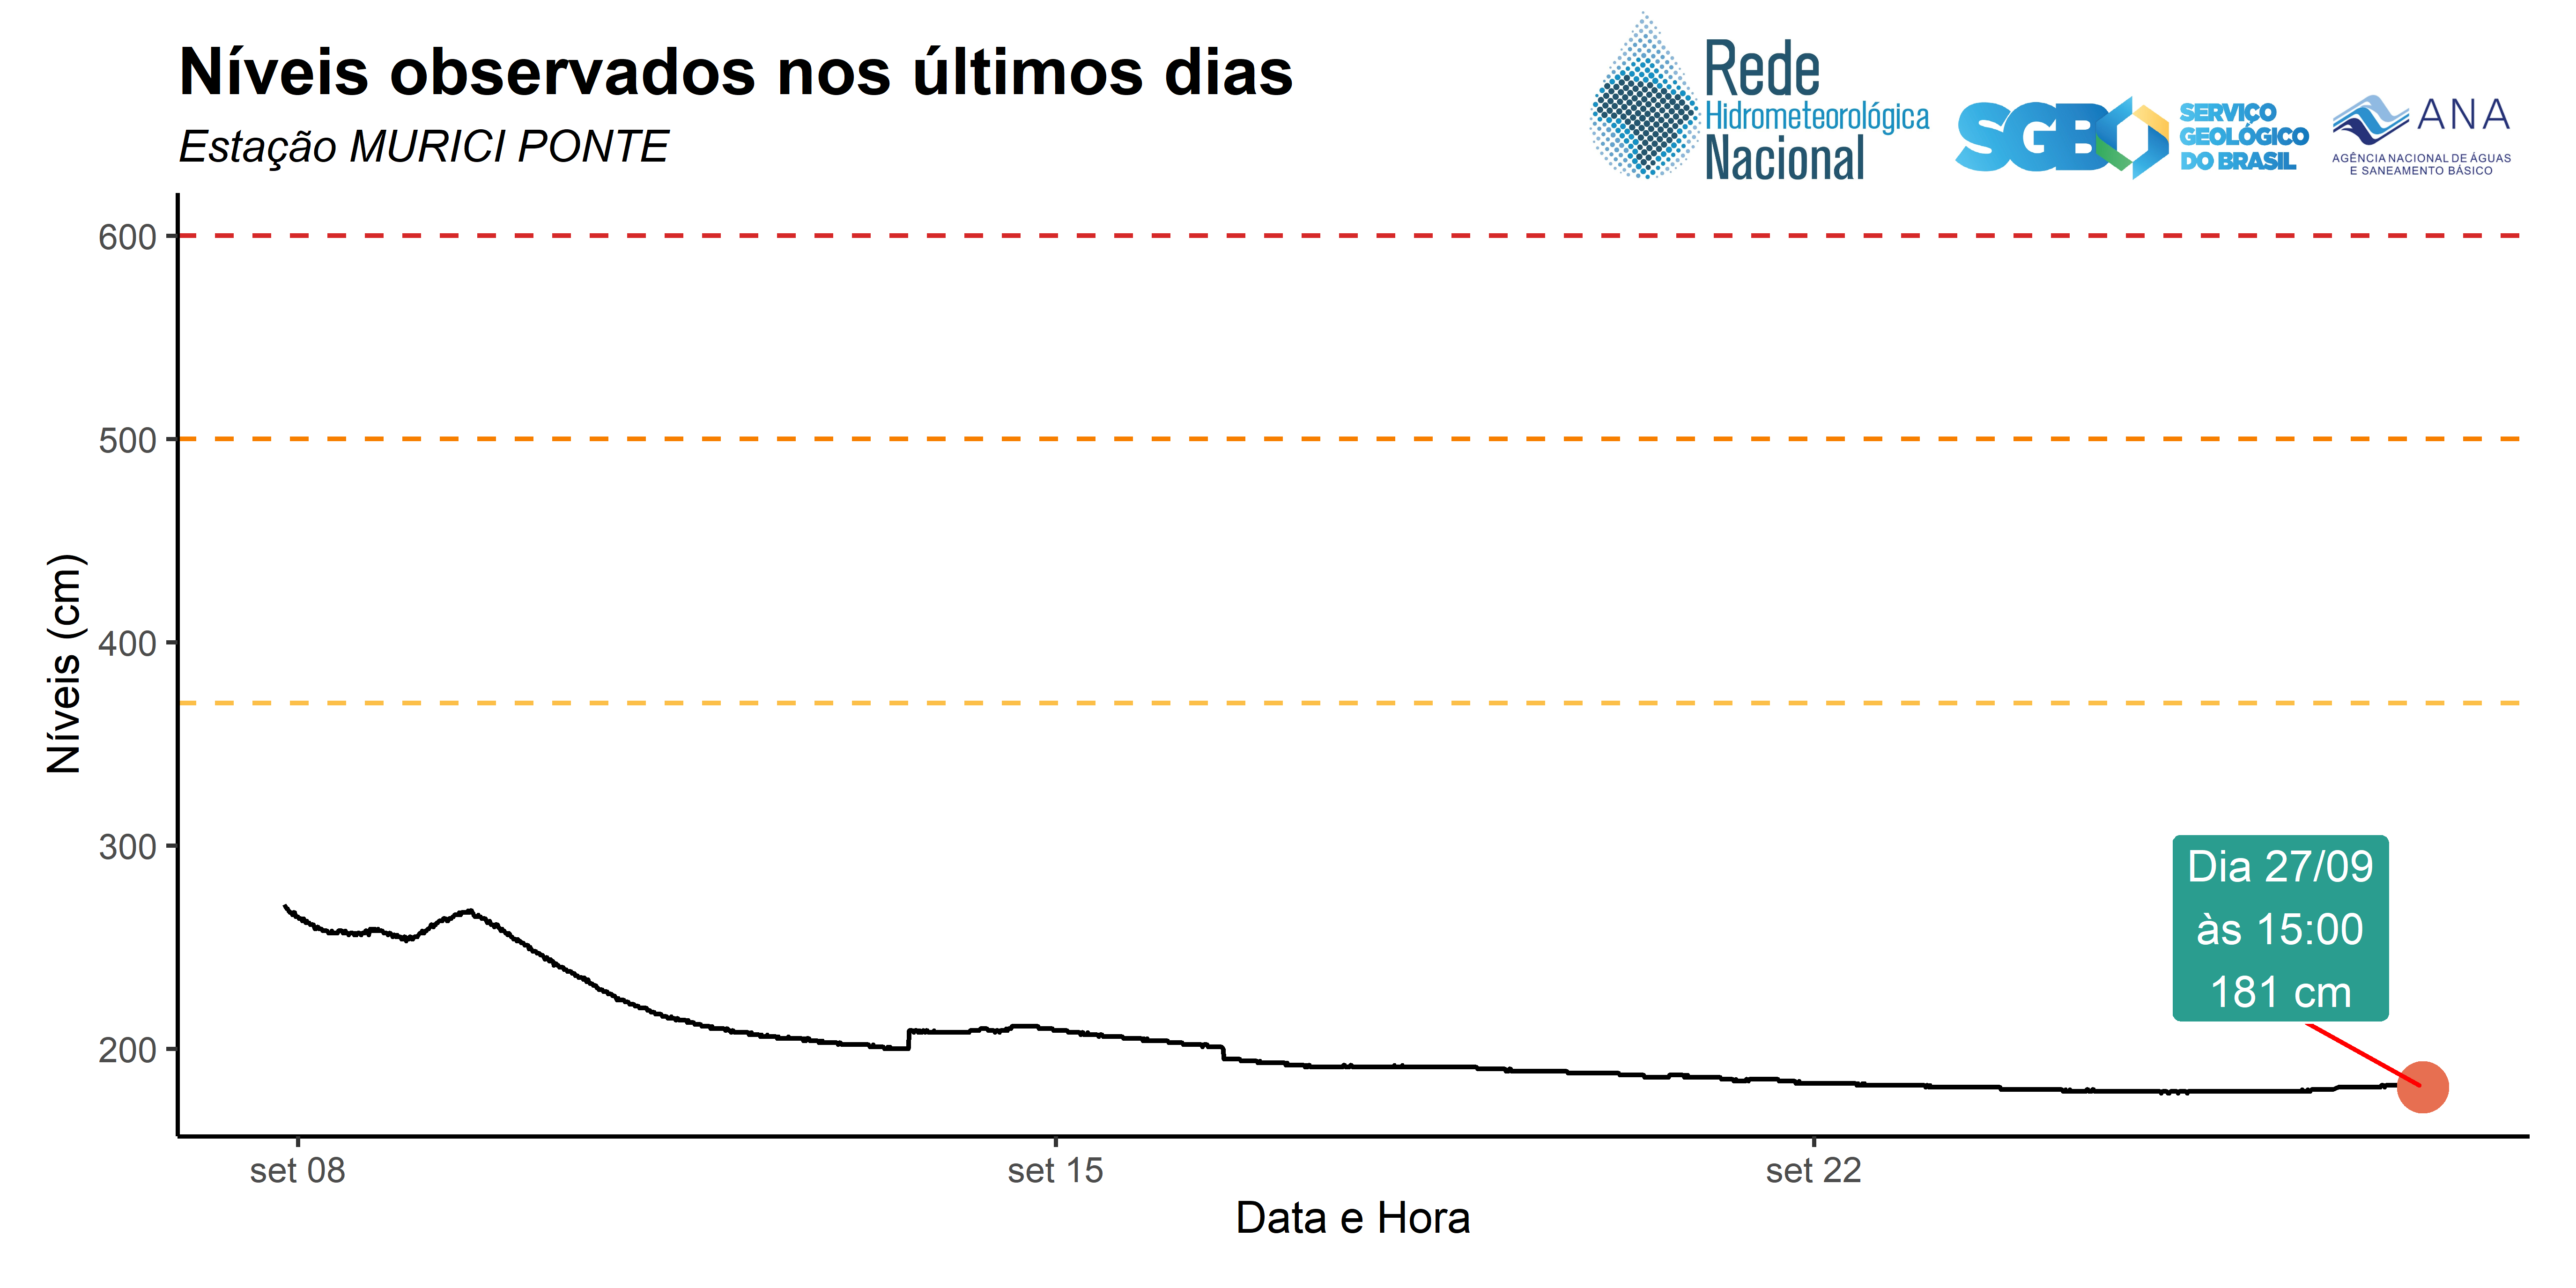 Níveis observados nos últimos dias
Estação MURICI PONTE
Rede
Hidrometeorológica
Nacional
SGB
SERVIÇO
GEOLÓGICO
DO BRASIL
ANA
AGÊNCIA NACIONAL DE ÁGUAS
E SANEAMENTO BÁSICO
Níveis (cm)
600
500
400
300
200
Dia 27/09
às 15:00
181 cm
set 08
set 15
set 22
Data e Hora